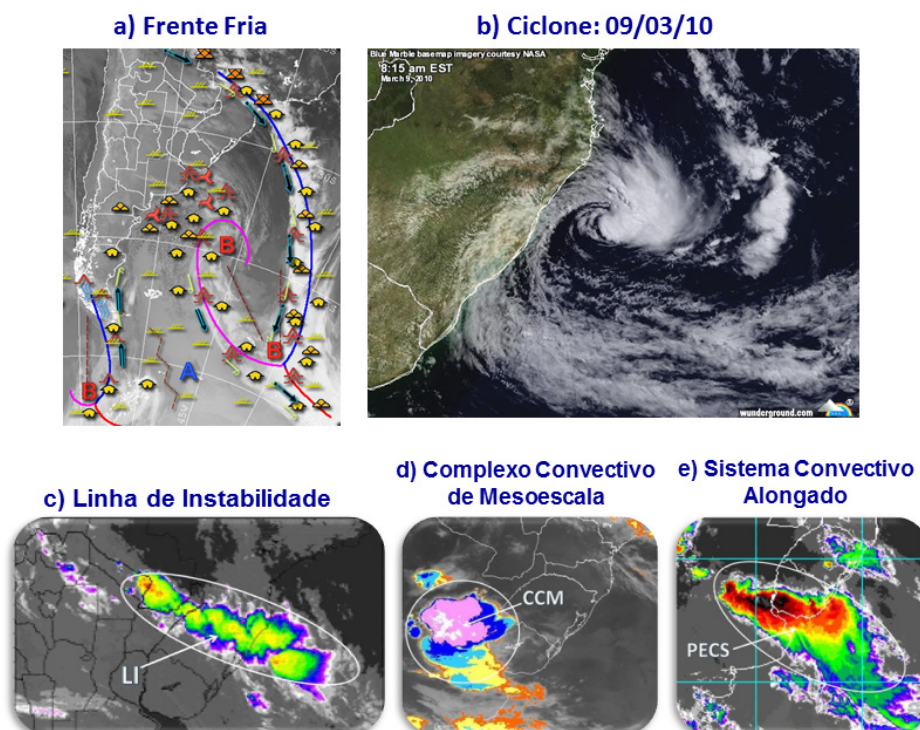 a) Frente Fria
b) Ciclone: 09/03/10
Blue Marble basemap imagery courtesy NASA
8:15 am EST
March 9, 2010
B
B
A
B
wunderground.com
c) Linha de Instabilidade
d) Complexo Convectivo
de Mesoescala
e) Sistema Convectivo
Alongado
LI
CCM
PECS